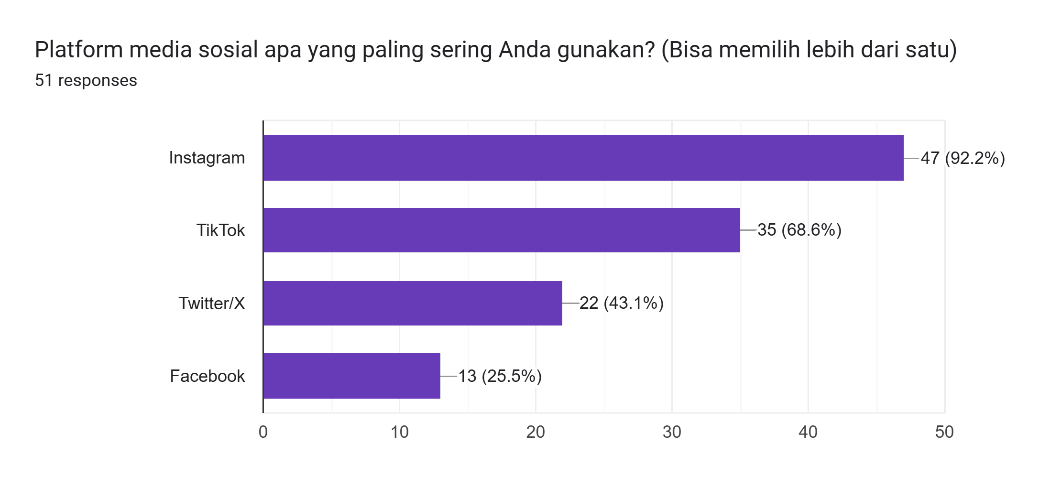 Platform media sosial apa yang paling sering Anda gunakan? (Bisa memilih lebih dari satu)
51 responses
Instagram 47 (92.2%)
TikTok 35 (68.6%)
Twitter/X 22 (43.1%)
Facebook 13 (25.5%)
0 10 20 30 40 50